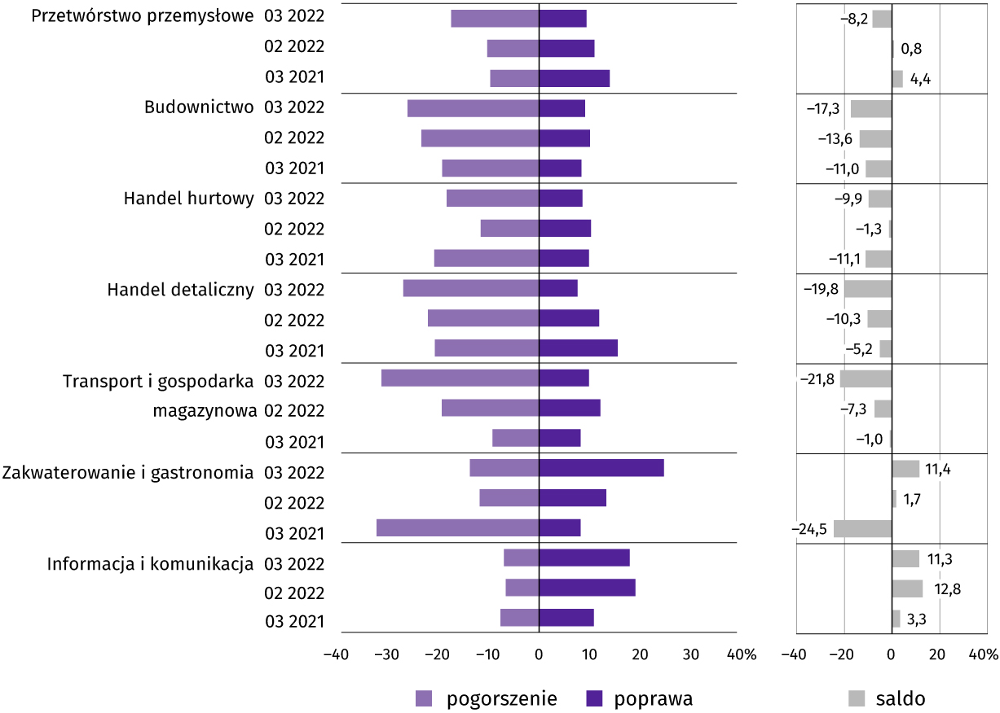 Przetwórstwo przemysłowe 03 2022 –8,2
02 2022 0,8
03 2021 4,4
Budownictwo 03 2022 –17,3
02 2022 –13,6
03 2021 –11,0
Handel hurtowy 03 2022 –9,9
02 2022 –1,3
03 2021 –11,1
Handel detaliczny 03 2022 –19,8
02 2022 –10,3
03 2021 –5,2
Transport i gospodarka 03 2022 –21,8
magazynowa 02 2022 –7,3
03 2021 –1,0
Zakwaterowanie i gastronomia 03 2022 11,4
02 2022 1,7
03 2021 –24,5
Informacja i komunikacja 03 2022 11,3
02 2022 12,8
03 2021 3,3
–40 –30 –20 –10 0 10 20 30 40% –40 –20 0 20 40%
pogorszenie poprawa saldo